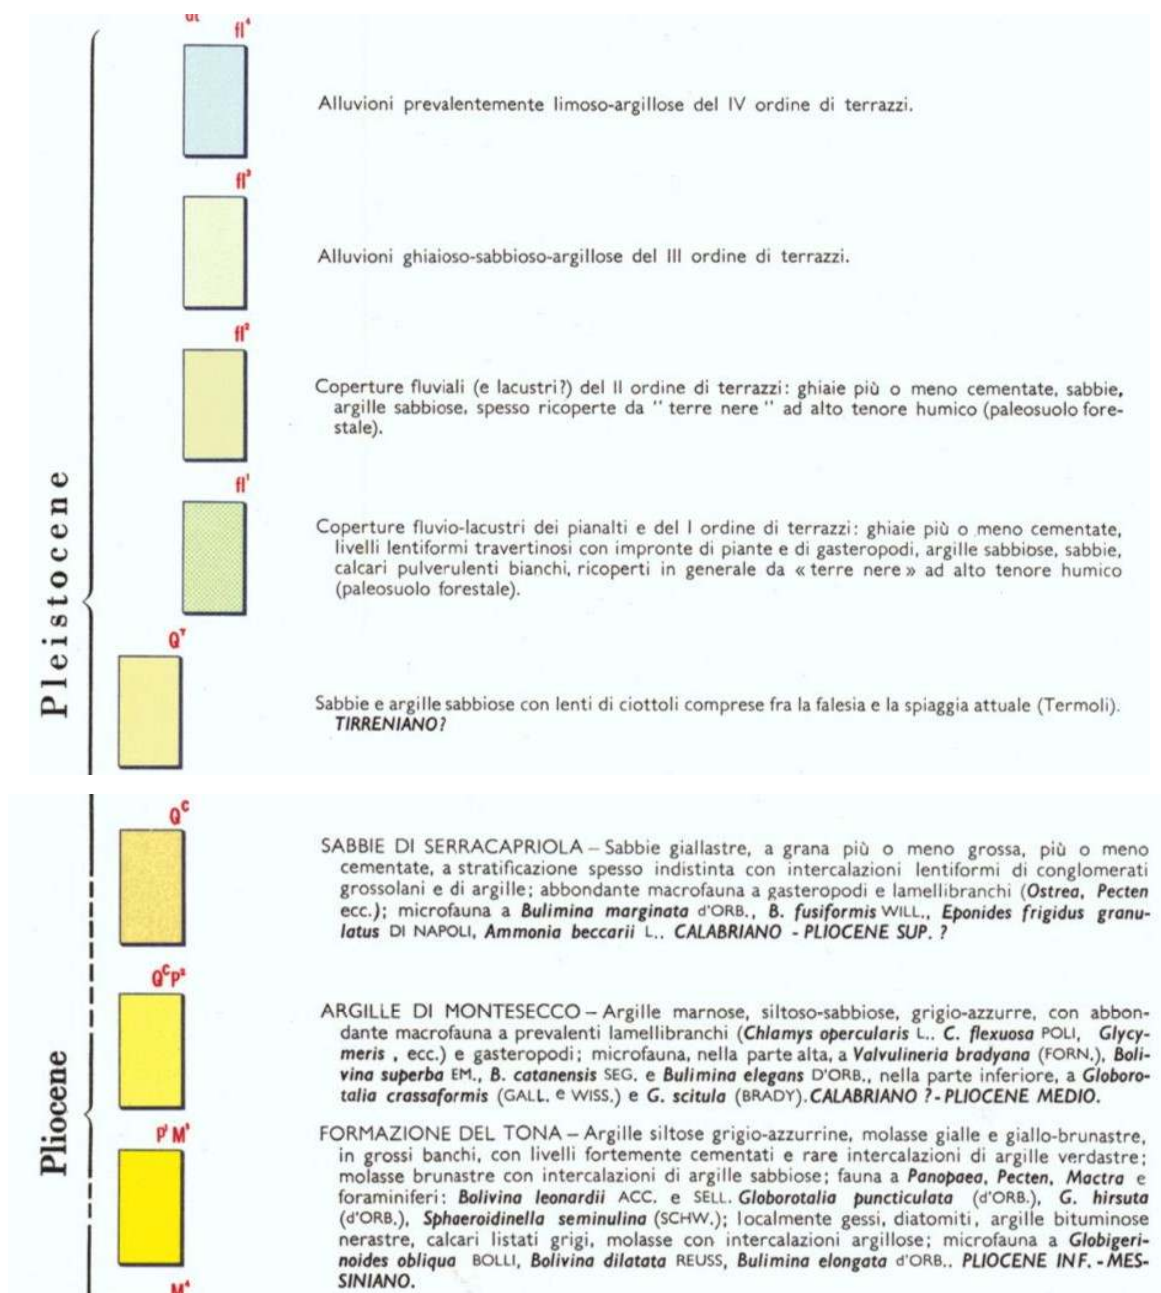 fl⁴
Alluvioni prevalentemente limoso-argillose del IV ordine di terrazzi.
fl³
Alluvioni ghiaioso-sabbioso-argillose del III ordine di terrazzi.
fl²
Coperture fluviali (e lacustri?) del II ordine di terrazzi: ghiaie più o meno cementate, sabbie,
argille sabbiose, spesso ricoperte da " terre nere " ad alto tenore humico (paleosuolo fore-
stale).
fl¹
Coperture fluvio-lacustri dei pianalti e del I ordine di terrazzi: ghiaie più o meno cementate,
livelli lentiformi travertinosi con impronte di piante e di gasteropodi, argille sabbiose, sabbie,
calcari pulverulenti bianchi, ricoperti in generale da « terre nere » ad alto tenore humico
(paleosuolo forestale).
Pleistocene
Qᵀ
Sabbie e argille sabbiose con lenti di ciottoli comprese fra la falesia e la spiaggia attuale (Termoli).
TIRRENIANO?
Qᶜ
SABBIE DI SERRACAPRIOLA – Sabbie giallastre, a grana più o meno grossa, più o meno
cementate, a stratificazione spesso indistinta con intercalazioni lentiformi di conglomerati
grossolani e di argille; abbondante macrofauna a gasteropodi e lamellibranchi (Ostrea, Pecten
ecc.); microfauna a Bulimina marginata d'ORB., B. fusiformis WILL., Eponides frigidus granu-
latus DI NAPOLI, Ammonia beccarii L.. CALABRIANO - PLIOCENE SUP. ?
QᶜP²
ARGILLE DI MONTESECCO – Argille marnose, siltoso-sabbiose, grigio-azzurre, con abbon-
dante macrofauna a prevalenti lamellibranchi (Chlamys opercularis L.. C. flexuosa POLI, Glycy-
meris , ecc.) e gasteropodi; microfauna, nella parte alta, a Valvulineria bradyana (FORN.), Boli-
vina superba EM., B. catanensis SEG. e Bulimina elegans D'ORB., nella parte inferiore, a Globoro-
talia crassaformis (GALL. e WISS.) e G. scitula (BRADY). CALABRIANO ? - PLIOCENE MEDIO.
Pliocene
FORMAZIONE DEL TONA – Argille siltose grigio-azzurrine, molasse gialle e giallo-brunastre,
in grossi banchi, con livelli fortemente cementati e rare intercalazioni di argille verdastre;
molasse brunastre con intercalazioni di argille sabbiose; fauna a Panopaea, Pecten, Mactra e
foraminiferi: Bolivina leonardii ACC. e SELL. Globorotalia puncticulata (d'ORB.), G. hirsuta
(d'ORB.), Sphaeroidinella seminulina (SCHW.); localmente gessi, diatomiti, argille bituminose
nerastre, calcari listati grigi, molasse con intercalazioni argillose; microfauna a Globigeri-
noides obliqua BOLLI, Bolivina dilatata REUSS, Bulimina elongata d'ORB.. PLIOCENE INF. - MES-
SINIANO.